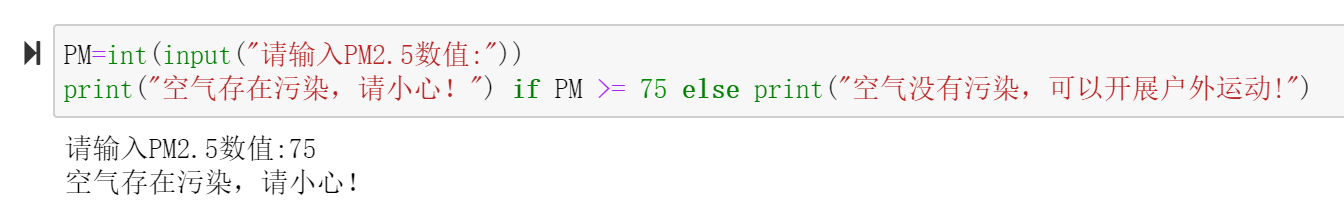 PM=int(input("请输入PM2.5数值:"))
print("空气存在污染，请小心！") if PM >= 75 else print("空气没有污染，可以开展户外运动!")
请输入PM2.5数值:75
空气存在污染，请小心！